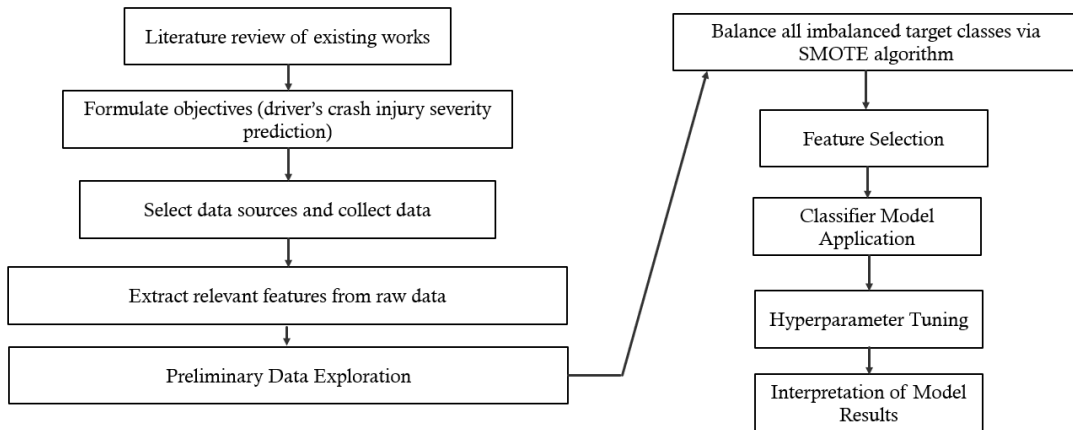 Literature review of existing works
Formulate objectives (driver's crash injury severity
prediction)
Select data sources and collect data
Extract relevant features from raw data
Preliminary Data Exploration
Balance all imbalanced target classes via
SMOTE algorithm
Feature Selection
Classifier Model
Application
Hyperparameter Tuning
Interpretation of Model
Results